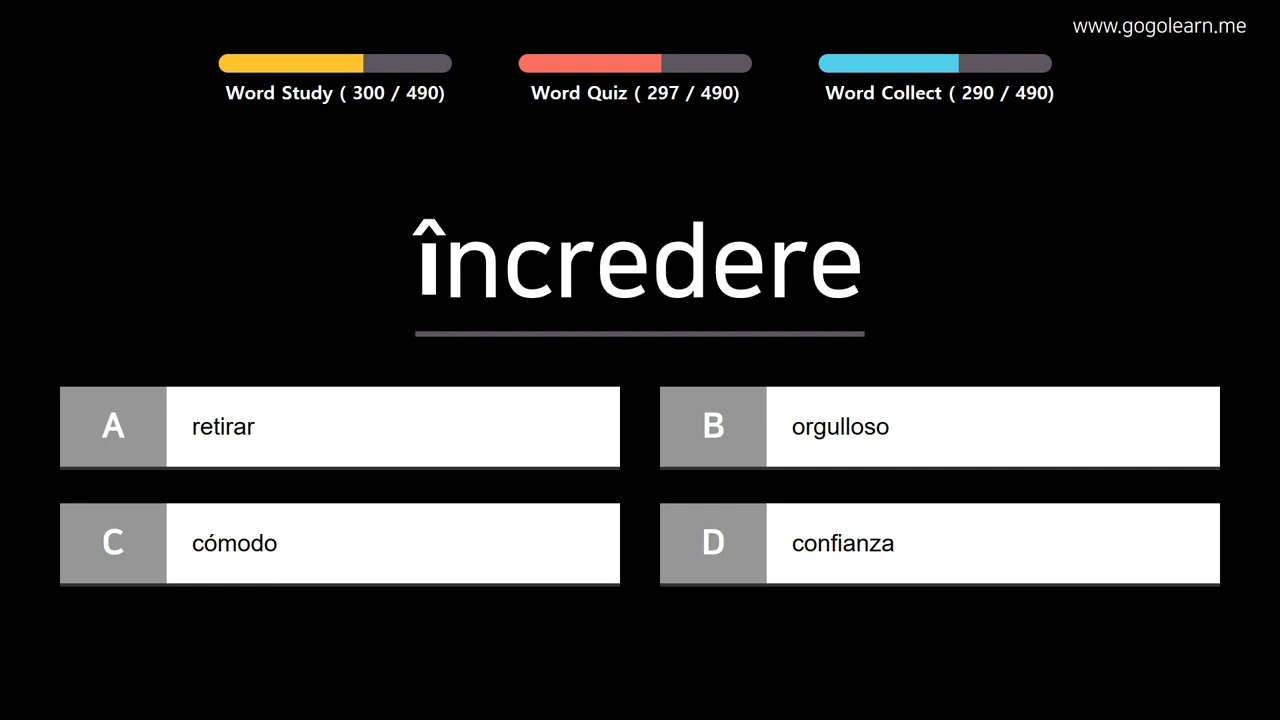 www.gogolearn.me
Word Study ( 300 / 490)
Word Quiz ( 297 / 490)
Word Collect ( 290 / 490)
încredere
A retirar
B orgulloso
C cómodo
D confianza